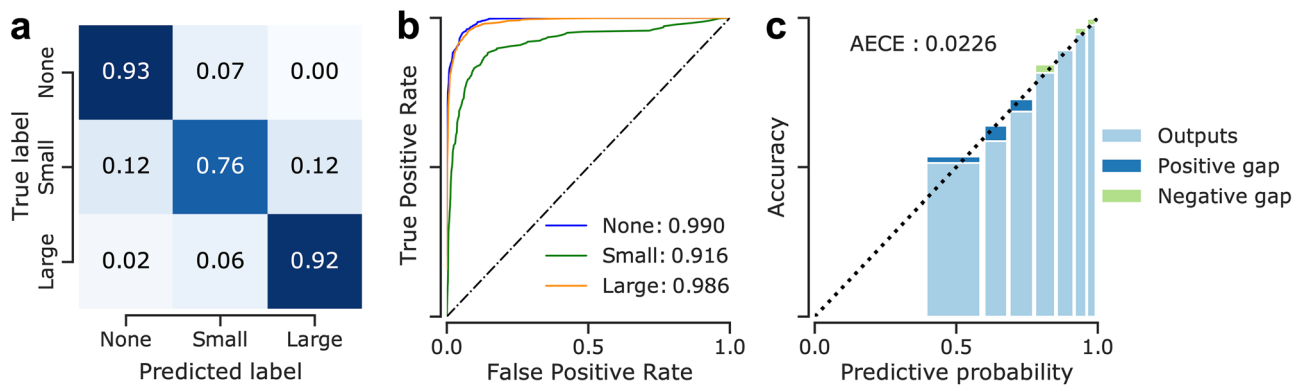 a
True label
None
Small
Large
0.93 0.07 0.00
0.12 0.76 0.12
0.02 0.06 0.92
None Small Large
Predicted label
b
True Positive Rate
None: 0.990
Small: 0.916
Large: 0.986
0.0 0.5 1.0
False Positive Rate
c
AECE : 0.0226
Accuracy
0.0 0.5 1.0
Predictive probability
Outputs
Positive gap
Negative gap